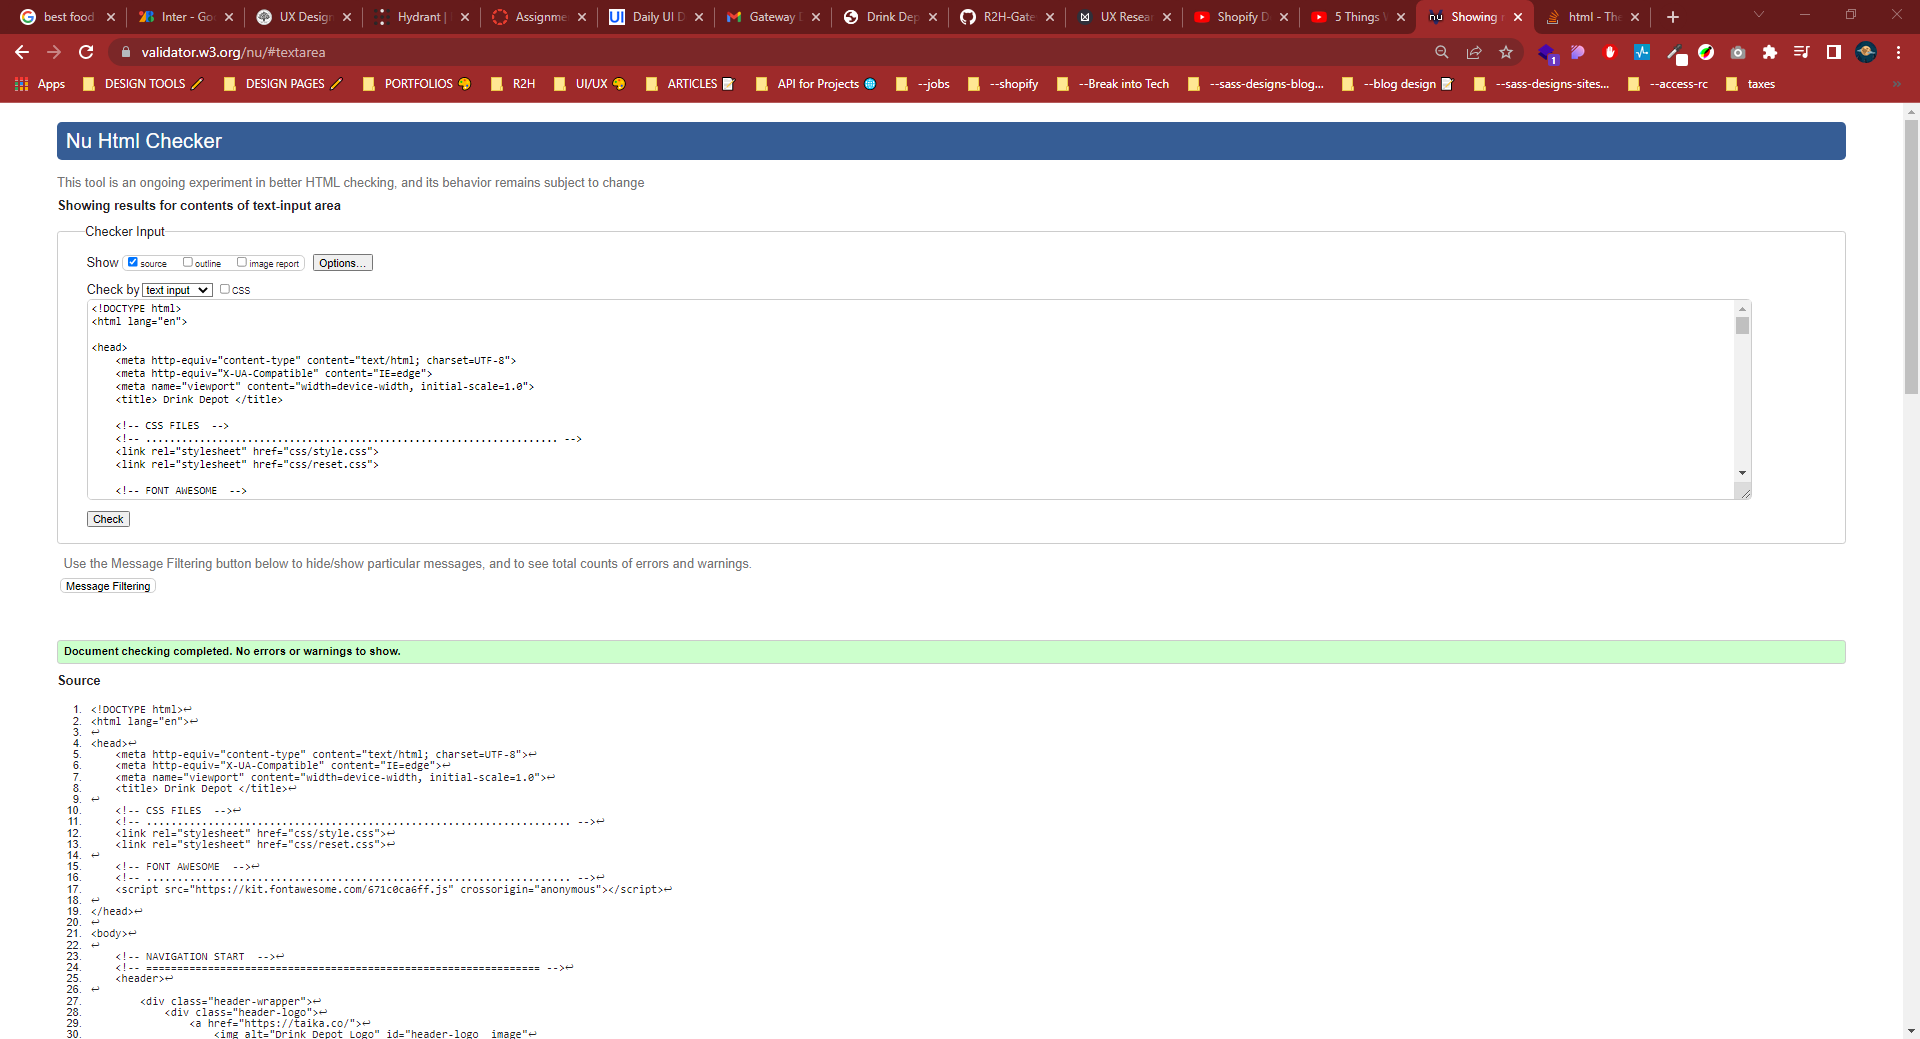 best food
Inter - Go
UX Design
Hydrant |
Assignme
Daily UI D
Gateway
Drink Dep
R2H-Gate
UX Resea
Shopify D
5 Things
Showing
html - The
validator.w3.org/nu/#textarea
1
Apps
DESIGN TOOLS
DESIGN PAGES
PORTFOLIOS
R2H
UI/UX
ARTICLES
API for Projects
--jobs
--shopify
--Break into Tech
--sass-designs-blog...
--blog design
--sass-designs-sites...
--access-rc
taxes
Nu Html Checker
This tool is an ongoing experiment in better HTML checking, and its behavior remains subject to change
Showing results for contents of text-input area
Checker Input
Show source outline image report Options...
Check by text input css
<!DOCTYPE html>
<html lang="en">
<head>
<meta http-equiv="content-type" content="text/html; charset=UTF-8">
<meta http-equiv="X-UA-Compatible" content="IE=edge">
<meta name="viewport" content="width=device-width, initial-scale=1.0">
<title> Drink Depot </title>
<!-- CSS FILES  -->
<!-- ..................................................................... -->
<link rel="stylesheet" href="css/style.css">
<link rel="stylesheet" href="css/reset.css">
<!-- FONT AWESOME  -->
Check
Use the Message Filtering button below to hide/show particular messages, and to see total counts of errors and warnings.
Message Filtering
Document checking completed. No errors or warnings to show.
Source
1. <!DOCTYPE html>↩
2. <html lang="en">↩
3. ↩
4. <head>↩
5. <meta http-equiv="content-type" content="text/html; charset=UTF-8">↩
6. <meta http-equiv="X-UA-Compatible" content="IE=edge">↩
7. <meta name="viewport" content="width=device-width, initial-scale=1.0">↩
8. <title> Drink Depot </title>↩
9. ↩
10. <!-- CSS FILES  -->↩
11. <!-- ..................................................................... -->↩
12. <link rel="stylesheet" href="css/style.css">↩
13. <link rel="stylesheet" href="css/reset.css">↩
14. ↩
15. <!-- FONT AWESOME  -->↩
16. <!-- ..................................................................... -->↩
17. <script src="https://kit.fontawesome.com/671c0ca6ff.js" crossorigin="anonymous"></script>↩
18. ↩
19. </head>↩
20. ↩
21. <body>↩
22. ↩
23. <!-- NAVIGATION START  -->↩
24. <!-- ================================================================ -->↩
25. <header>↩
26. ↩
27. <div class="header-wrapper">↩
28. <div class="header-logo">↩
29. <a href="https://taika.co/">↩
30. <img alt="Drink Depot Logo" id="header-logo__image"↩